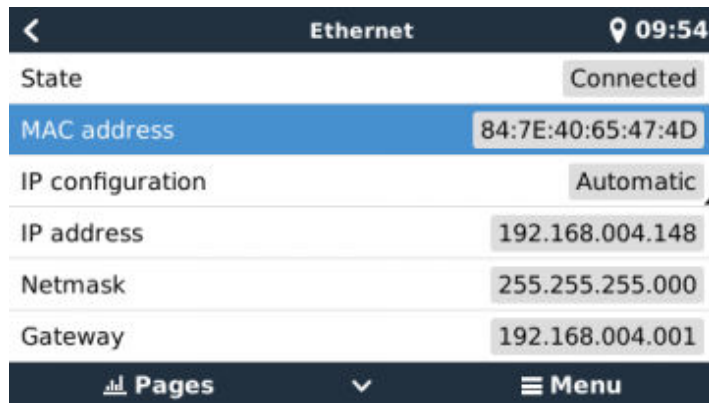 Ethernet 09:54
State Connected
MAC address 84:7E:40:65:47:4D
IP configuration Automatic
IP address 192.168.004.148
Netmask 255.255.255.000
Gateway 192.168.004.001
Pages Menu